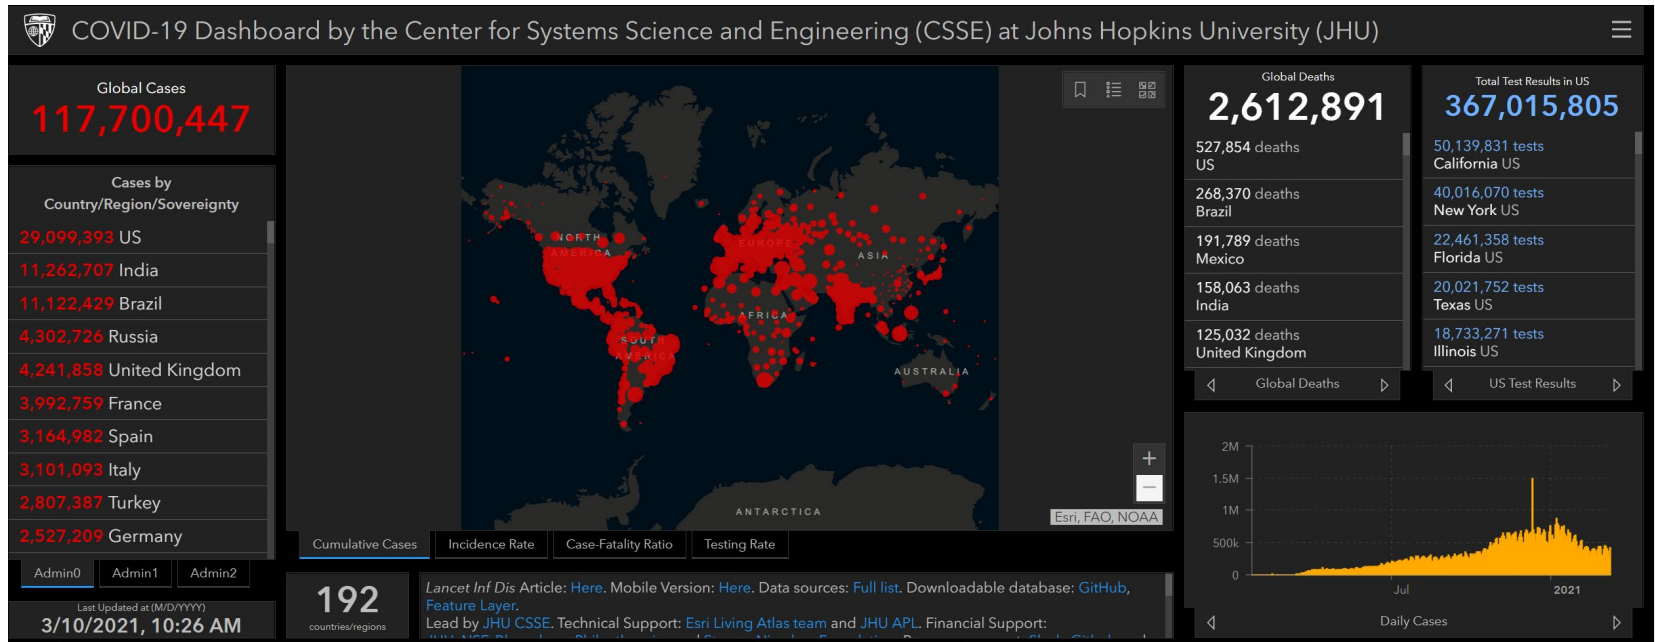 COVID-19 Dashboard by the Center for Systems Science and Engineering (CSSE) at Johns Hopkins University (JHU)
Global Cases
117,700,447
Cases by
Country/Region/Sovereignty
29,099,393 US
11,262,707 India
11,122,429 Brazil
4,302,726 Russia
4,241,858 United Kingdom
3,992,759 France
3,164,982 Spain
3,101,093 Italy
2,807,387 Turkey
2,527,209 Germany
Admin0
Admin1
Admin2
Last Updated at (M/D/YYYY)
3/10/2021, 10:26 AM
NORTH
AMERICA
EUROPE
ASIA
AFRICA
SOUTH
AMERICA
AUSTRALIA
ANTARCTICA
+
−
Esri, FAO, NOAA
Cumulative Cases
Incidence Rate
Case-Fatality Ratio
Testing Rate
192
countries/regions
Lancet Inf Dis Article: Here. Mobile Version: Here. Data sources: Full list. Downloadable database: GitHub,
Feature Layer.
Lead by JHU CSSE. Technical Support: Esri Living Atlas team and JHU APL. Financial Support:
Global Deaths
2,612,891
527,854 deaths
US
268,370 deaths
Brazil
191,789 deaths
Mexico
158,063 deaths
India
125,032 deaths
United Kingdom
Global Deaths
Total Test Results in US
367,015,805
50,139,831 tests
California US
40,016,070 tests
New York US
22,461,358 tests
Florida US
20,021,752 tests
Texas US
18,733,271 tests
Illinois US
US Test Results
2M
1.5M
1M
500k
0
Jul
2021
Daily Cases